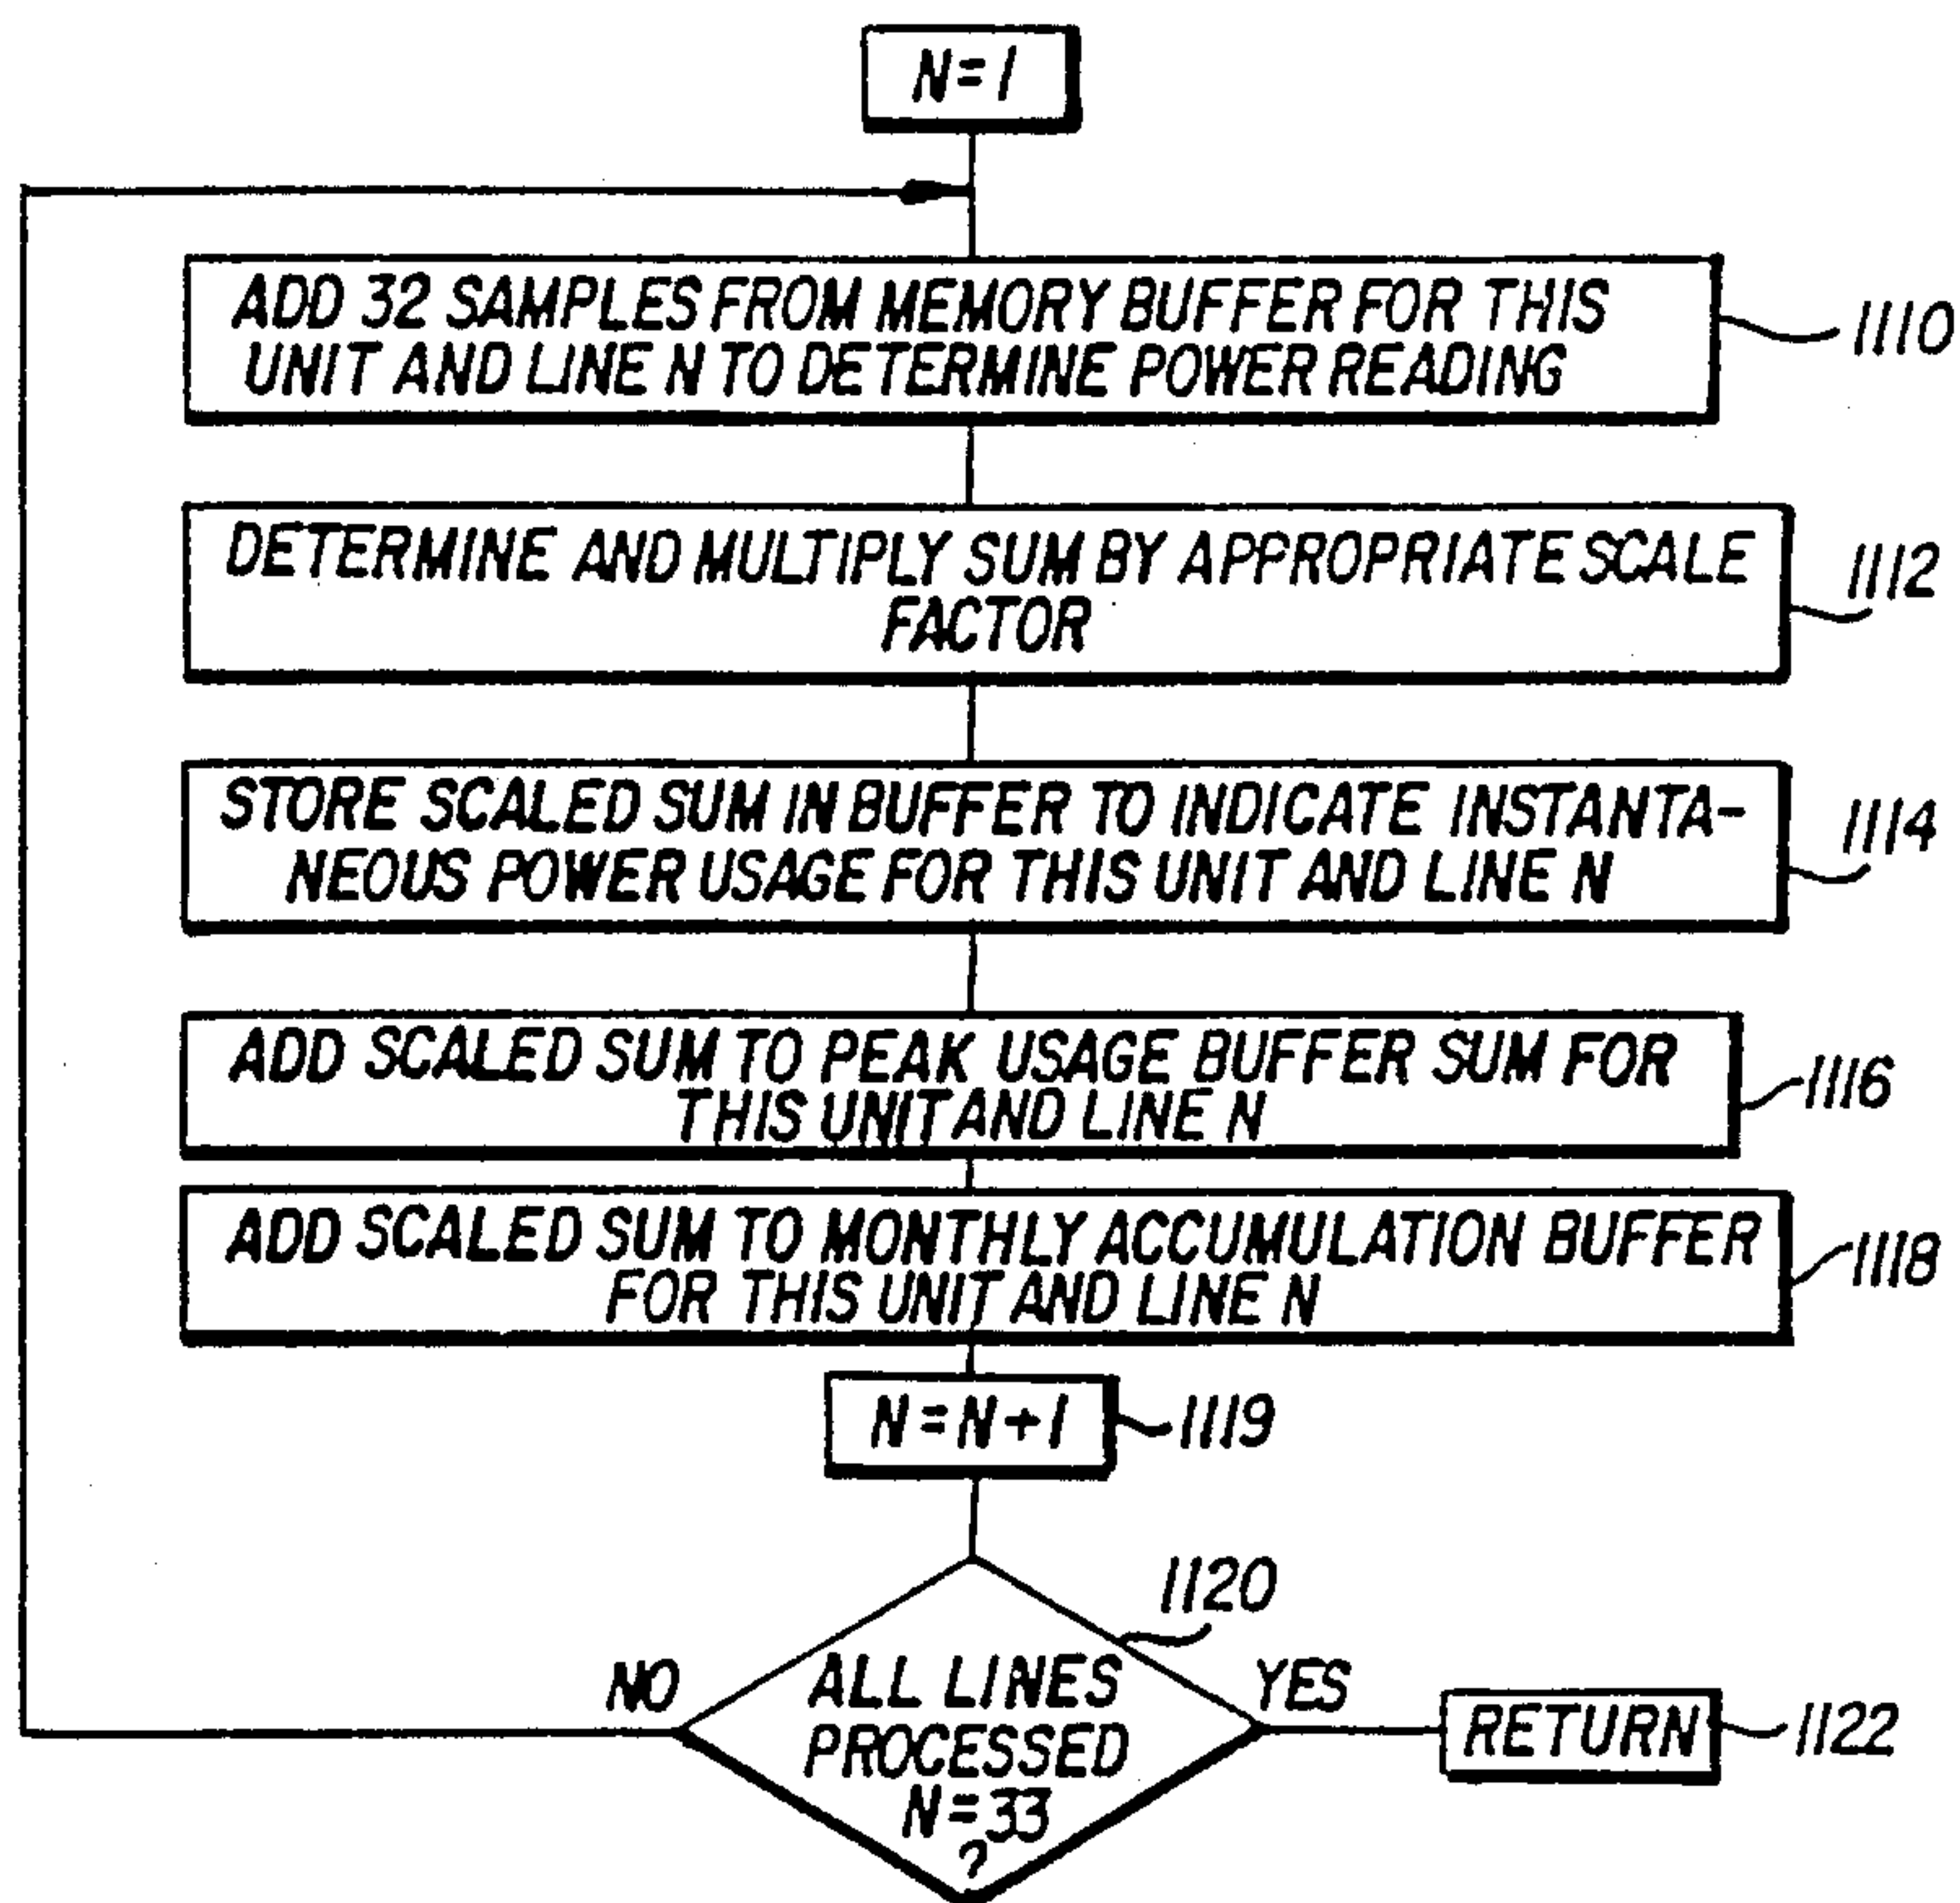 N=1
ADD 32 SAMPLES FROM MEMORY BUFFER FOR THIS
UNIT AND LINE N TO DETERMINE POWER READING
1110
DETERMINE AND MULTIPLY SUM BY APPROPRIATE SCALE
FACTOR
1112
STORE SCALED SUM IN BUFFER TO INDICATE INSTANTA-
NEOUS POWER USAGE FOR THIS UNIT AND LINE N
1114
ADD SCALED SUM TO PEAK USAGE BUFFER SUM FOR
THIS UNIT AND LINE N
1116
ADD SCALED SUM TO MONTHLY ACCUMULATION BUFFER
FOR THIS UNIT AND LINE N
1118
N=N+1
1119
1120
NO
ALL LINES
PROCESSED
N=33
?
YES
RETURN
1122